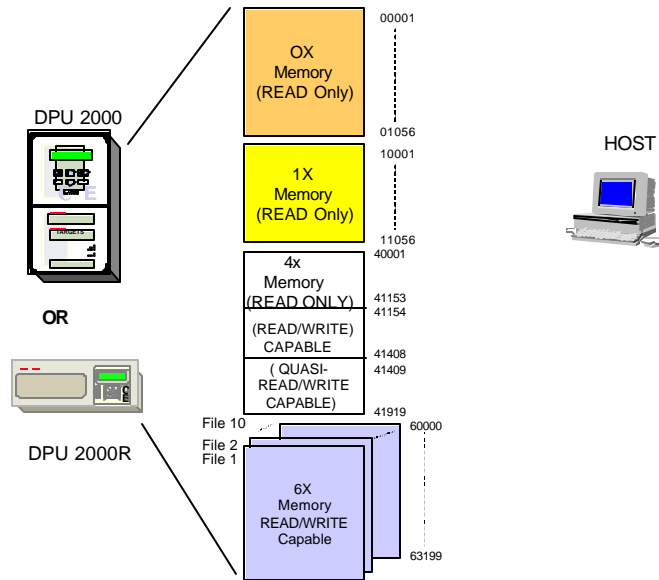 DPU 2000
OR
DPU 2000R
TARGETS
C E
OX
Memory
(READ Only)
00001
01056
1X
Memory
(READ Only)
10001
11056
4x
Memory
(READ ONLY)
40001
41153
(READ/WRITE)
CAPABLE
41154
41408
( QUASI-
READ/WRITE
CAPABLE)
41409
41919
File 10
File 2
File 1
60000
6X
Memory
READ/WRITE
Capable
63199
HOST